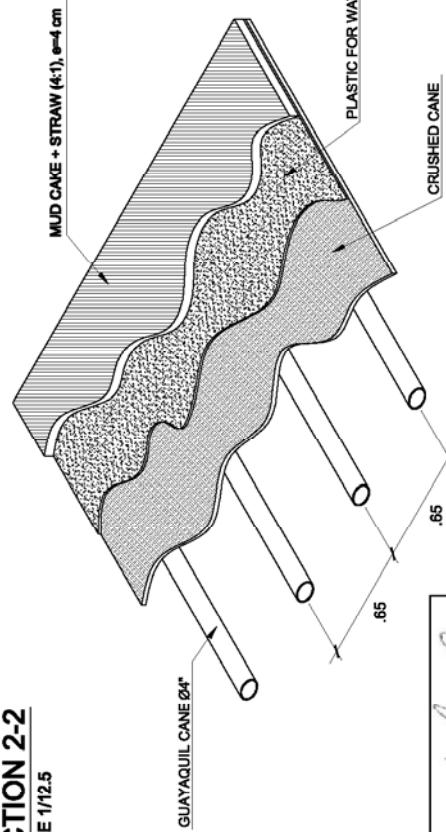 CTION 2-2
E 1/12.5
MUD CAKE + STRAW (4:1), e=4 cm
PLASTIC FOR WA
CRUSHED CANE
GUAYAQUIL CANE Ø4"
.65
.65